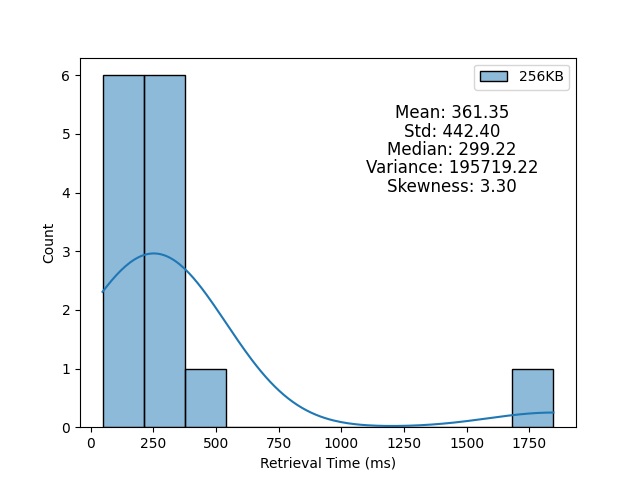 256KB
Mean: 361.35
Std: 442.40
Median: 299.22
Variance: 195719.22
Skewness: 3.30
6
5
4
3
2
1
0
Count
0 250 500 750 1000 1250 1500 1750
Retrieval Time (ms)